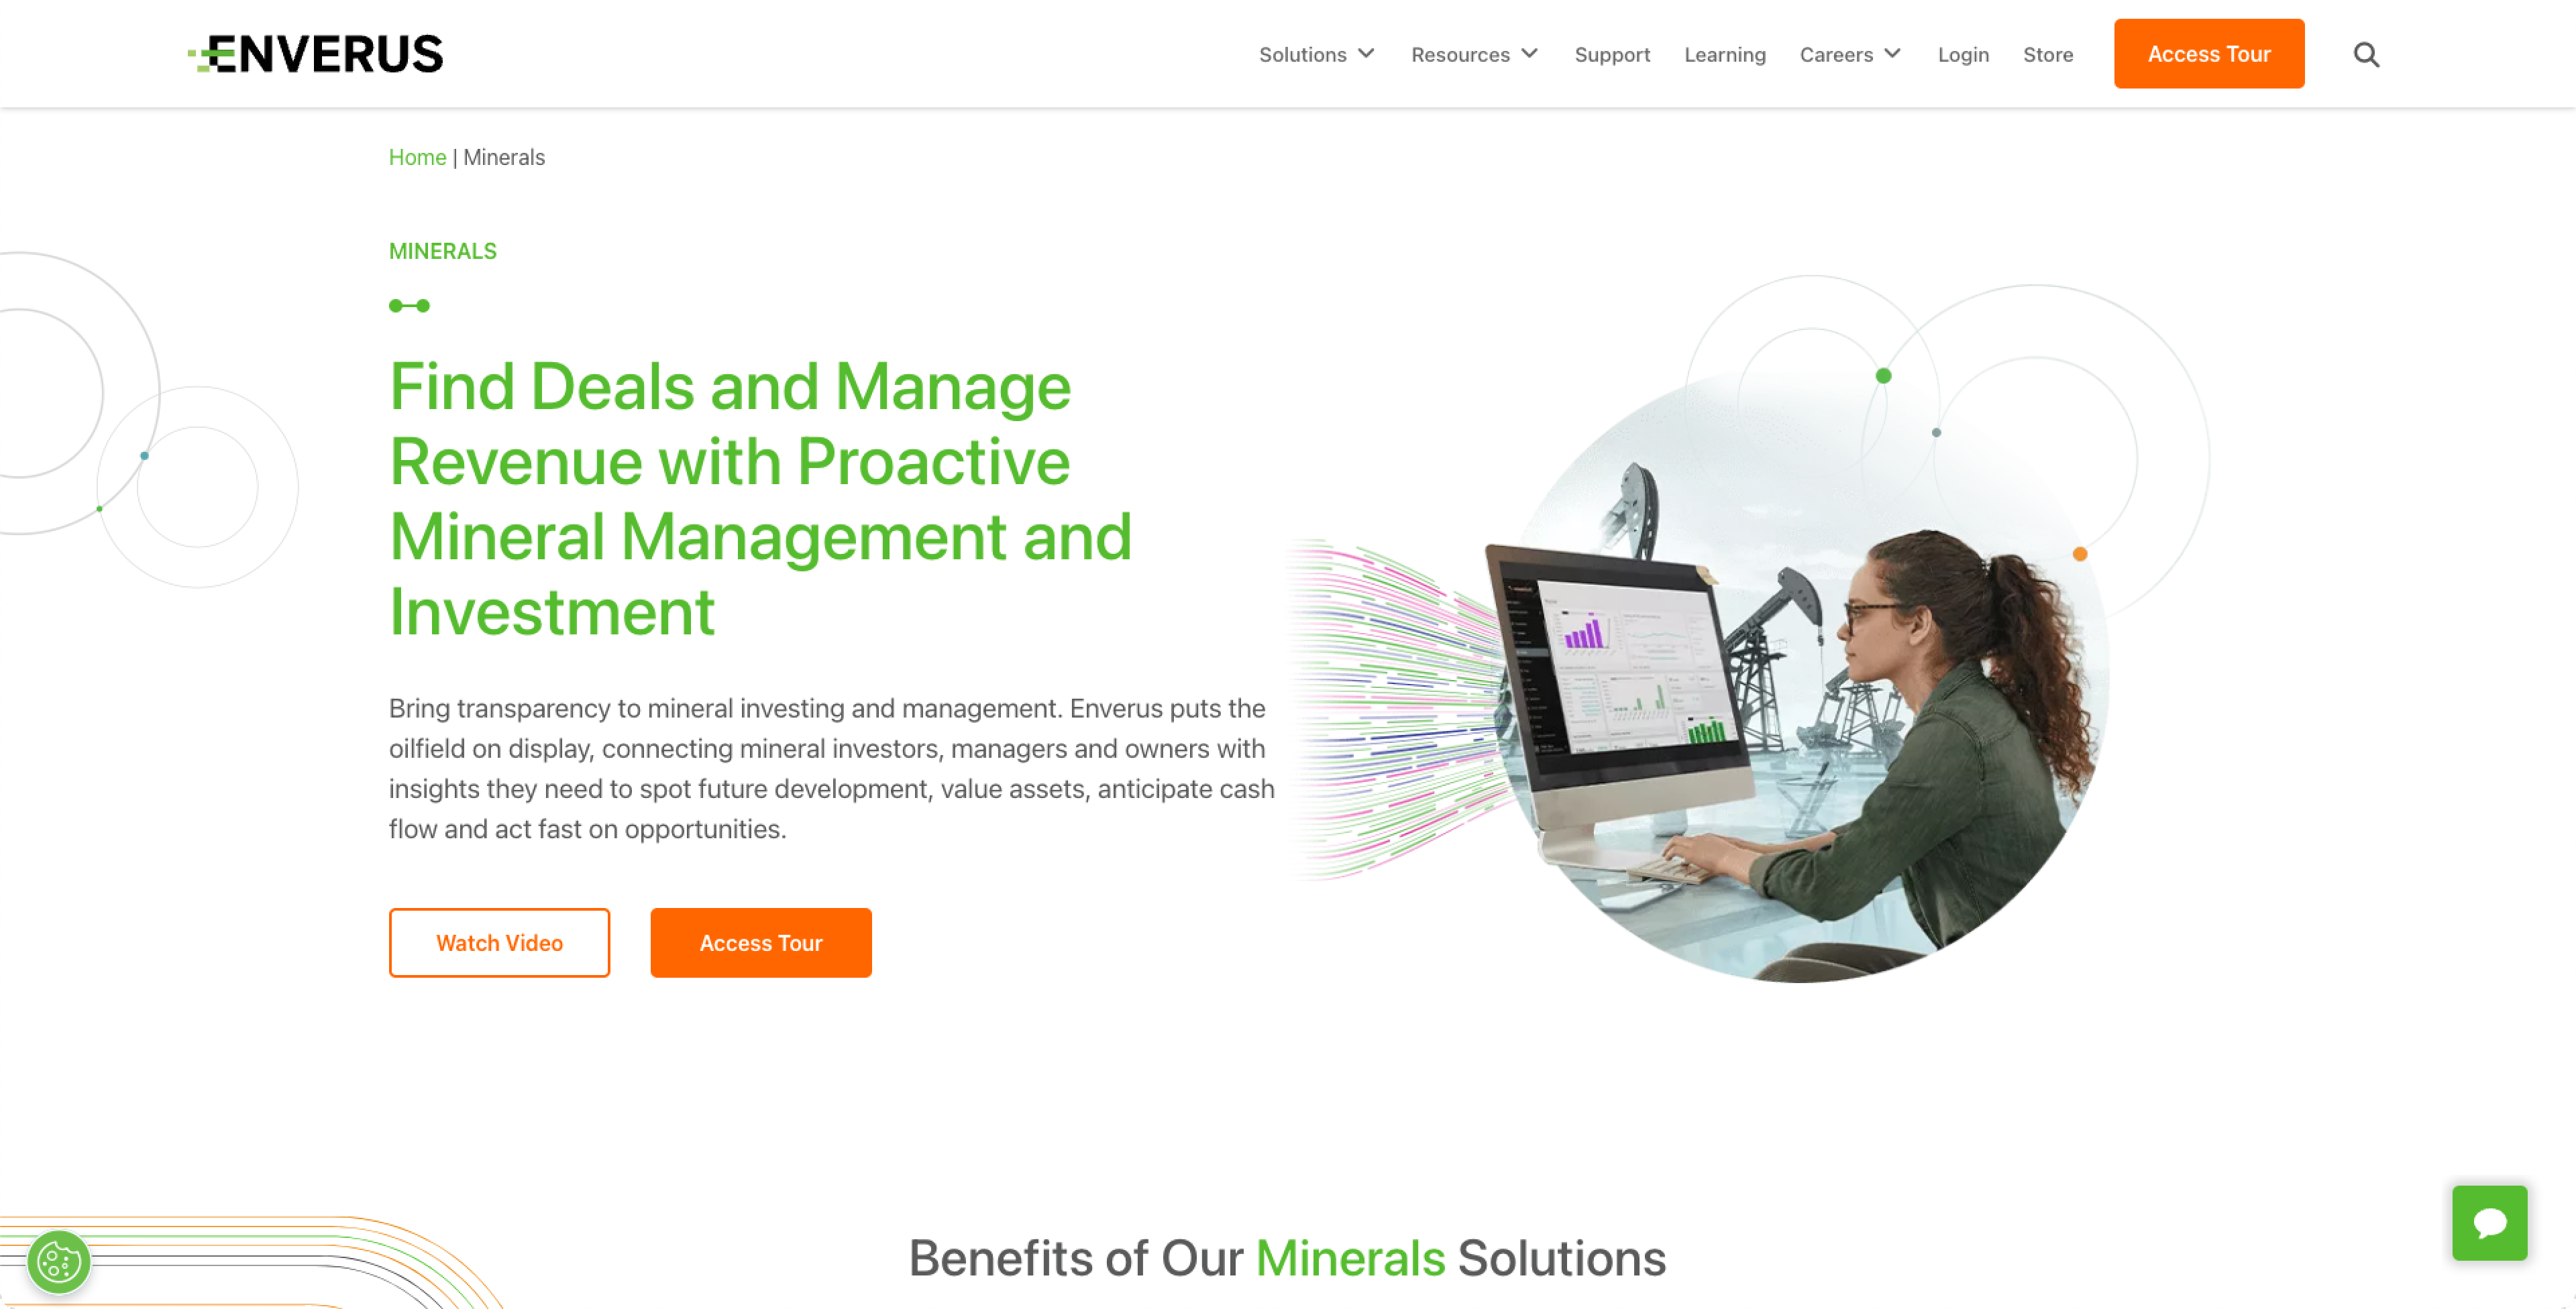 ENVERUS
Solutions
Resources
Support
Learning
Careers
Login
Store
Access Tour
Home | Minerals
MINERALS
Find Deals and Manage
Revenue with Proactive
Mineral Management and
Investment
Bring transparency to mineral investing and management. Enverus puts the
oilfield on display, connecting mineral investors, managers and owners with
insights they need to spot future development, value assets, anticipate cash
flow and act fast on opportunities.
Watch Video
Access Tour
Benefits of Our Minerals Solutions